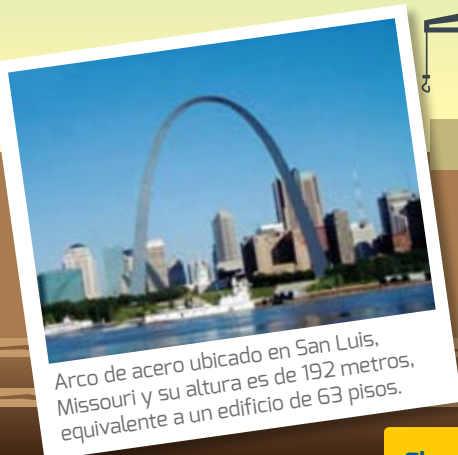 Arco de acero ubicado en San Luis,
Missouri y su altura es de 192 metros,
equivalente a un edificio de 63 pisos.